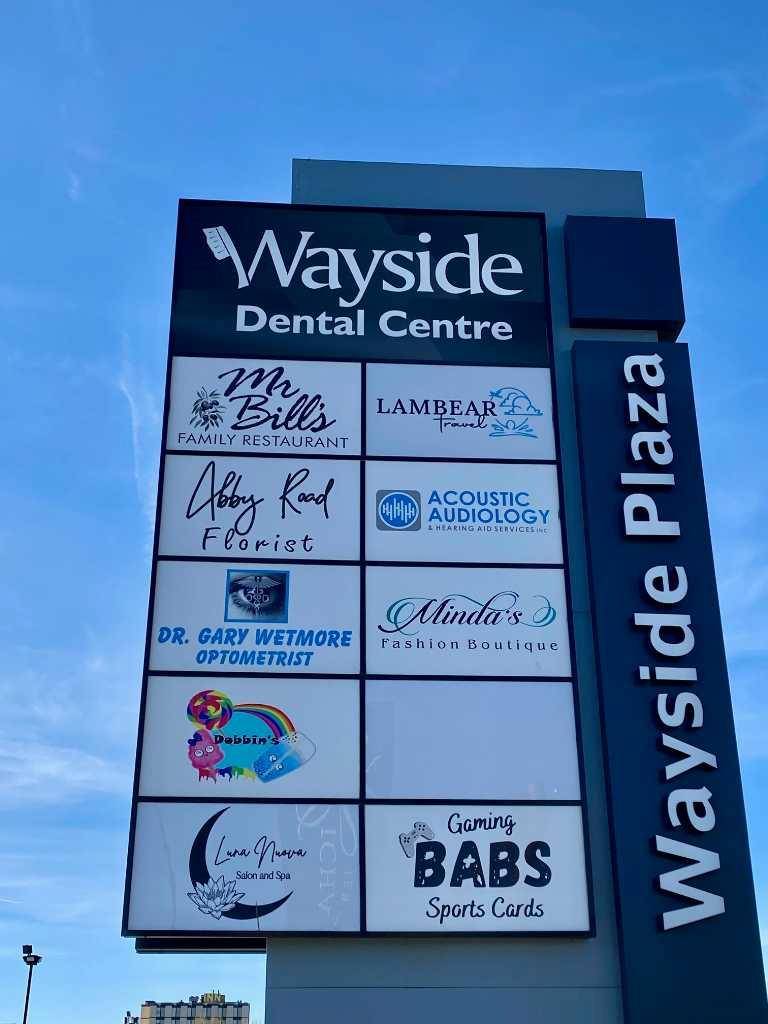 Wayside
Dental Centre
Mr
Bill's
FAMILY RESTAURANT
LAMBEAR
Travel
Abby Road
Florist
ACOUSTIC
AUDIOLOGY
& HEARING AID SERVICES INC
DR. GARY WETMORE
OPTOMETRIST
Minda's
Fashion Boutique
Dobbin's
Luna Nuova
Salon and Spa
Gaming
BABS
Sports Cards
Wayside Plaza
INN